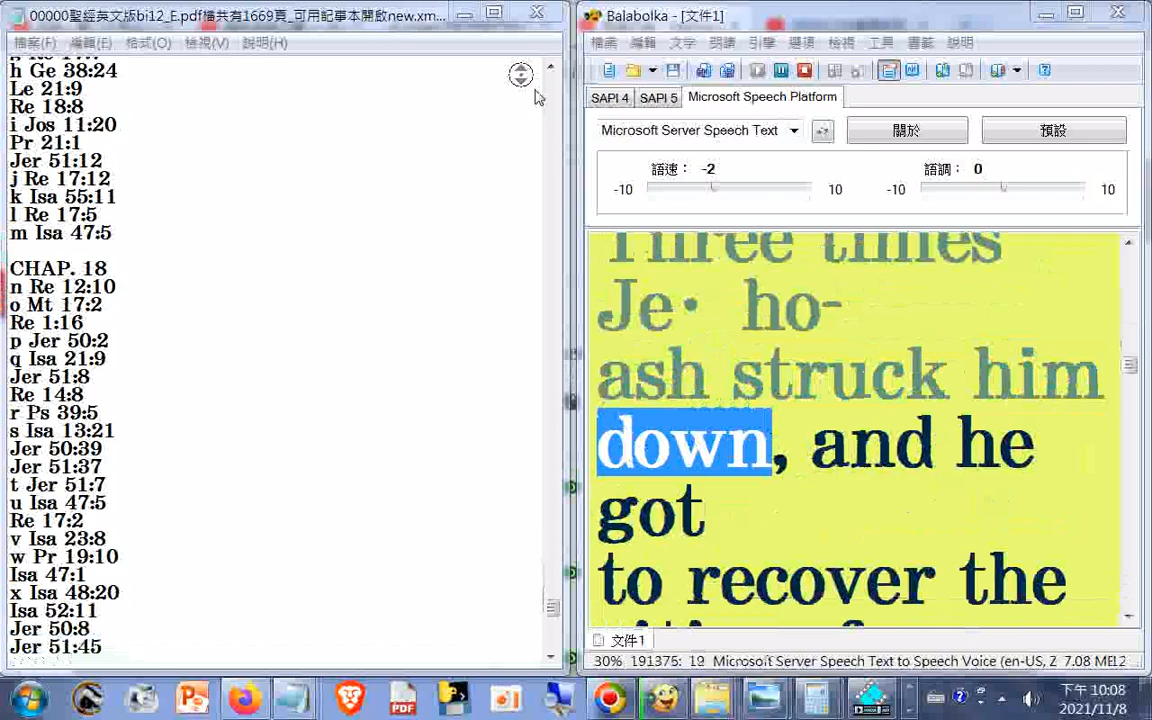 00000聖經英文版bi12_E.pdf檔共有1669頁_可用記事本開啟new.xm...
檔案(F) 編輯(E) 格式(O) 檢視(V) 說明(H)
h Ge 38:24
Le 21:9
Re 18:8
i Jos 11:20
Pr 21:1
Jer 51:12
j Re 17:12
k Isa 55:11
l Re 17:5
m Isa 47:5
CHAP. 18
n Re 12:10
o Mt 17:2
Re 1:16
p Jer 50:2
q Isa 21:9
Jer 51:8
Re 14:8
r Ps 39:5
s Isa 13:21
Jer 50:39
Jer 51:37
t Jer 51:7
u Isa 47:5
Re 17:2
v Isa 23:8
w Pr 19:10
Isa 47:1
x Isa 48:20
Isa 52:11
Jer 50:8
Jer 51:45
Balabolka - [文件1]
檔案 編輯 文字 朗讀 引擎 選項 檢視 工具 書籤 說明
SAPI 4 SAPI 5 Microsoft Speech Platform
Microsoft Server Speech Text
關於
預設
語速： -2
語調： 0
-10 10 -10 10
Three times
Je· ho-
ash struck him
down, and he
got
to recover the
文件1
30% 191375: 19 Microsoft Server Speech Text to Speech Voice (en-US, Z 7.08 ME12
PDF
下午 10:08
2021/11/8